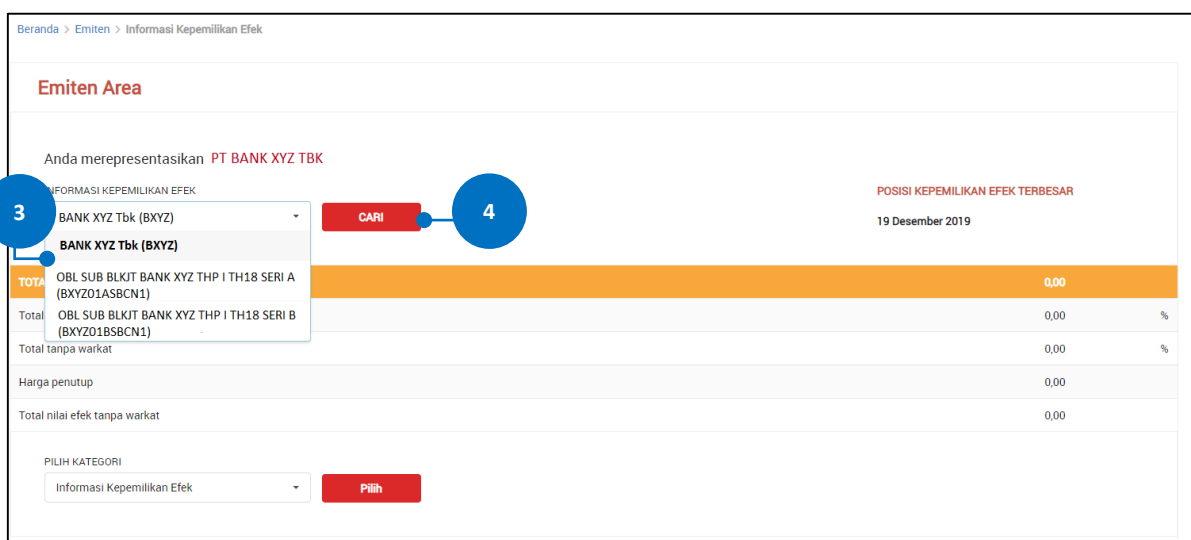 Beranda > Emiten > Informasi Kepemilikan Efek
Emiten Area
Anda merepresentasikan PT BANK XYZ TBK
NFORMASI KEPEMILIKAN EFEK
POSISI KEPEMILIKAN EFEK TERBESAR
3
BANK XYZ Tbk (BXYZ)
CARI
4
19 Desember 2019
BANK XYZ Tbk (BXYZ)
OBL SUB BLKJT BANK XYZ THP I TH18 SERI A
(BXYZ01ASBCN1)
OBL SUB BLKJT BANK XYZ THP I TH18 SERI B
(BXYZ01BSBCN1)
TOTA 0,00
Total 0,00 %
Total tanpa warkat 0,00 %
Harga penutup 0,00
Total nilai efek tanpa warkat 0,00
PILIH KATEGORI
Informasi Kepemilikan Efek
Pilih